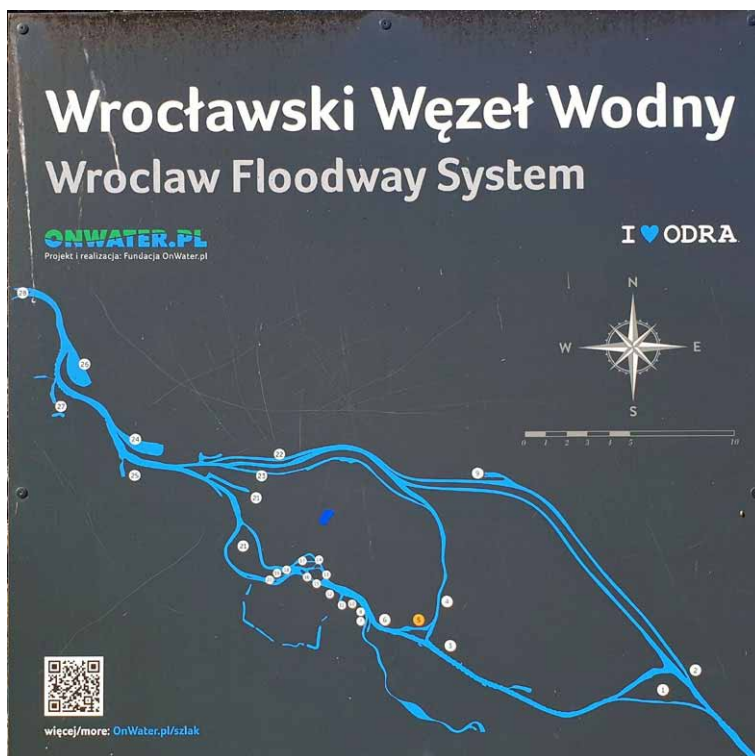 Wrocławski Węzeł Wodny
Wroclaw Floodway System
ONWATER.PL
Projekt i realizacja: Fundacja OnWater.pl
I ♥ ODRA
N
W E
S
0 1 2 3 4 5 10
28
26
27
24
25
22
23
9
21
21
4
6 5
3
2
1
więcej/more: OnWater.pl/szlak